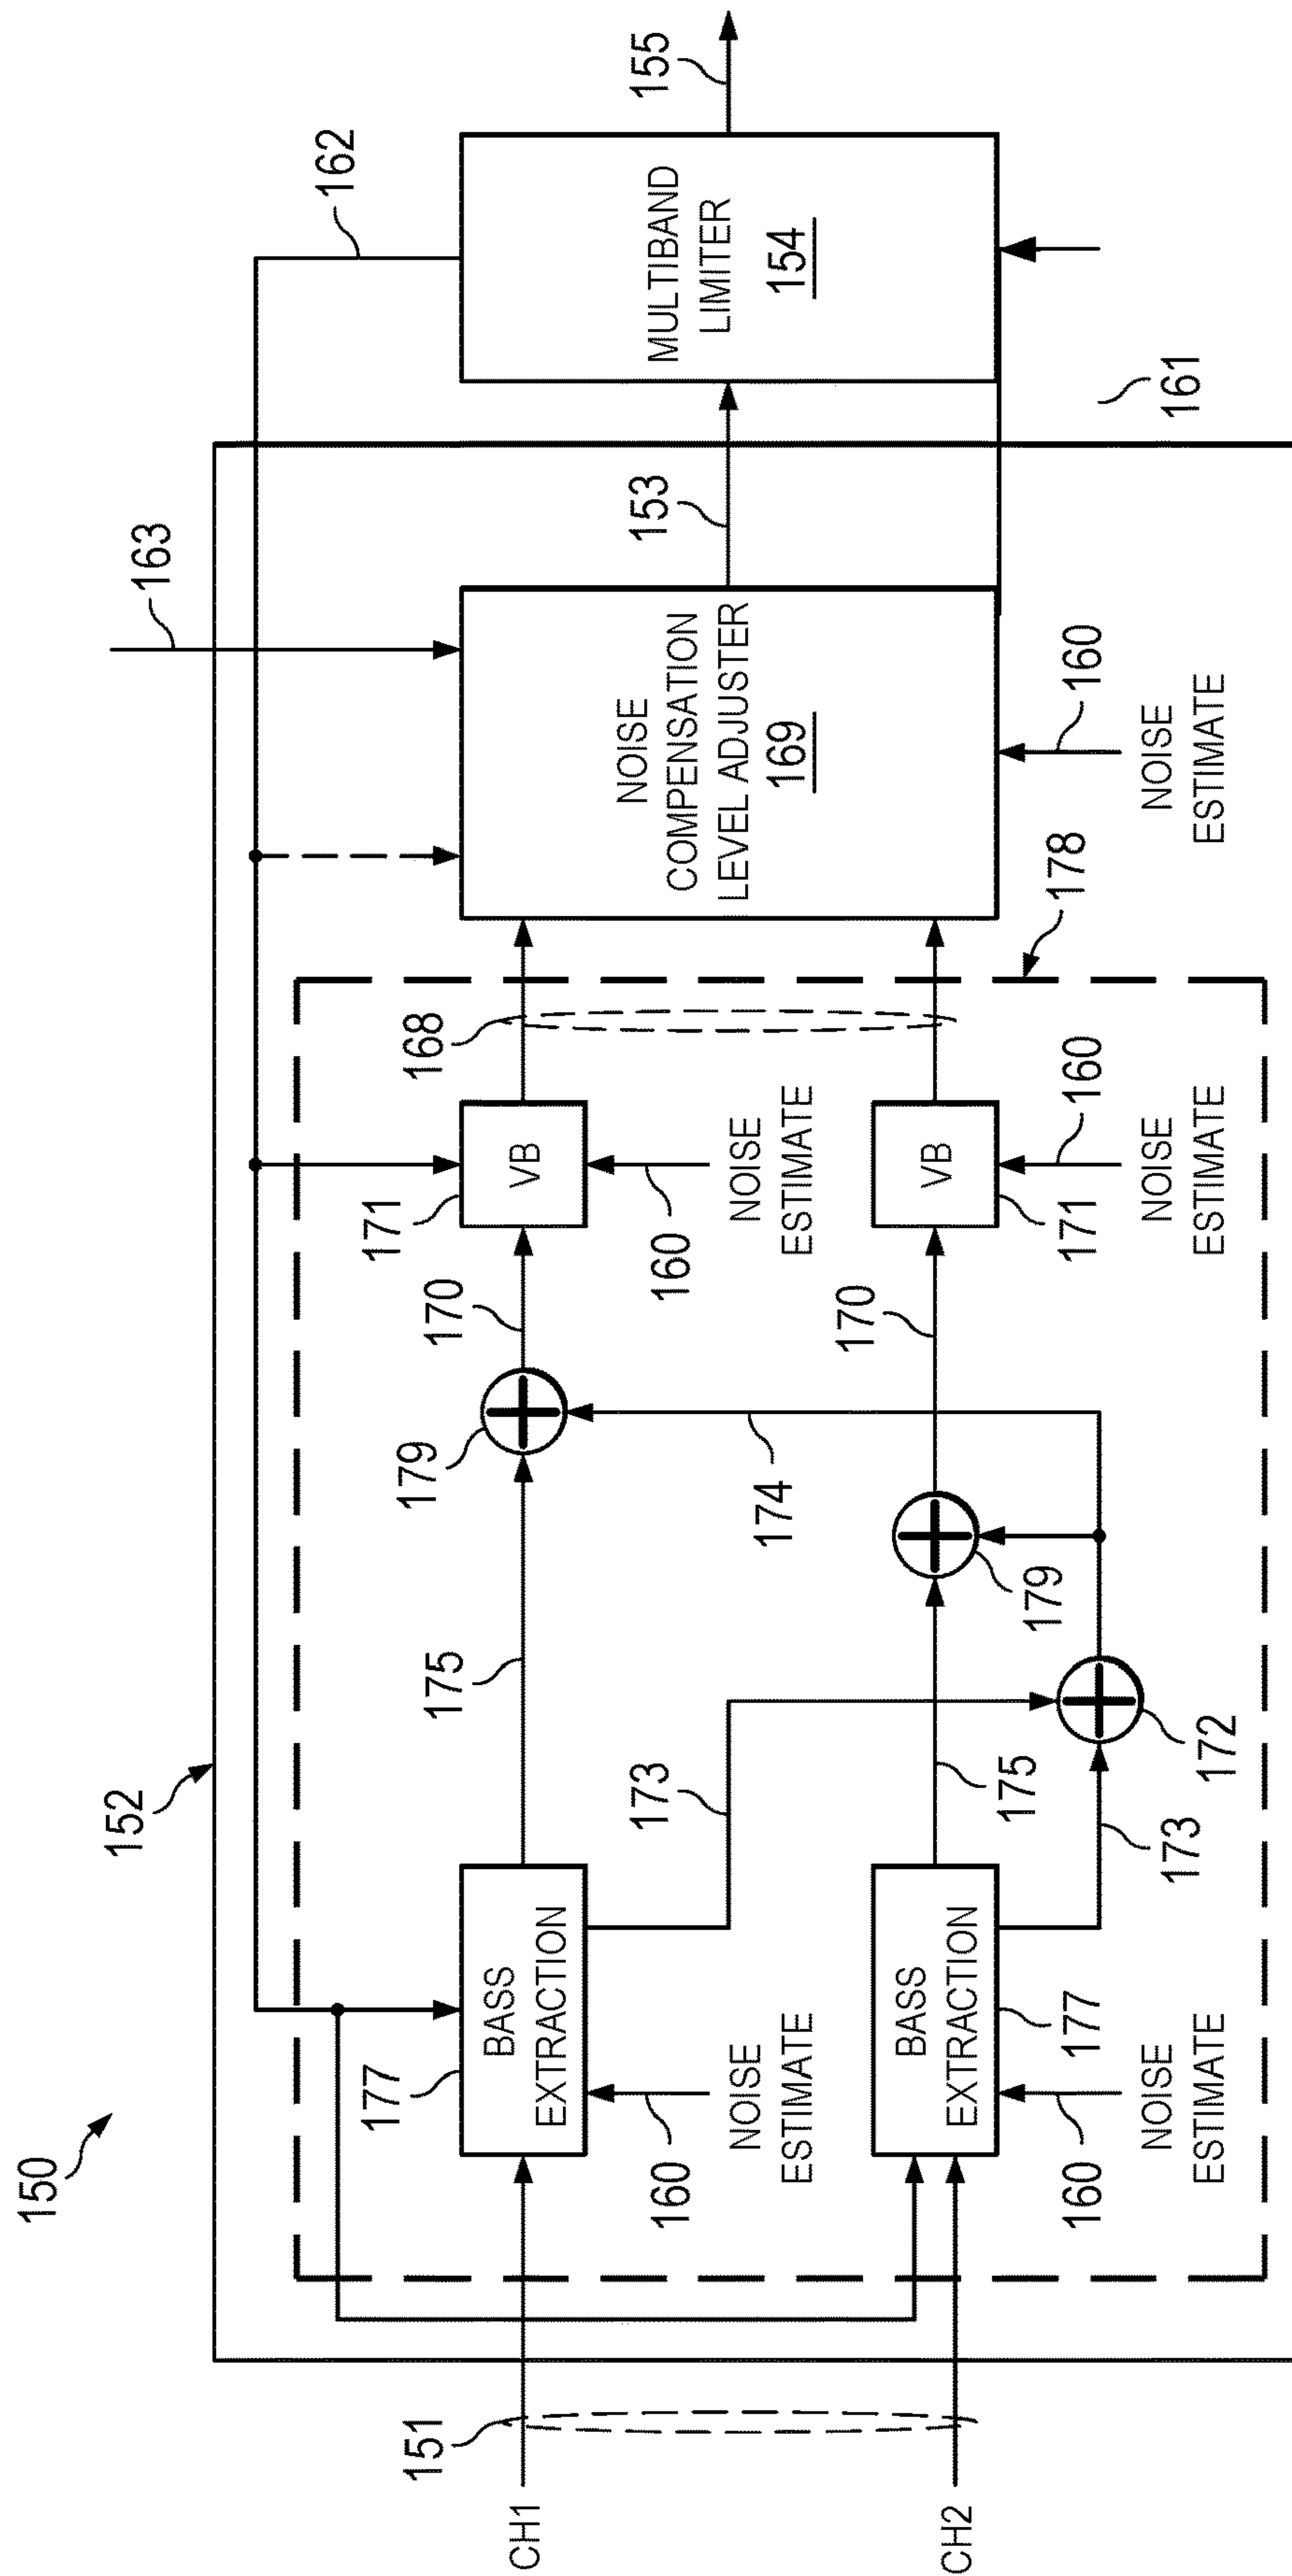 150
152
163
162
155
151
CH1
CH2
177
BASS
EXTRACTION
160
NOISE
ESTIMATE
BASS
EXTRACTION
177
160
NOISE
ESTIMATE
175
173
175
173
172
179
174
179
170
170
171
VB
160
NOISE
ESTIMATE
VB
171
160
NOISE
ESTIMATE
168
178
NOISE
COMPENSATION
LEVEL ADJUSTER
169
160
NOISE
ESTIMATE
153
MULTIBAND
LIMITER
154
161